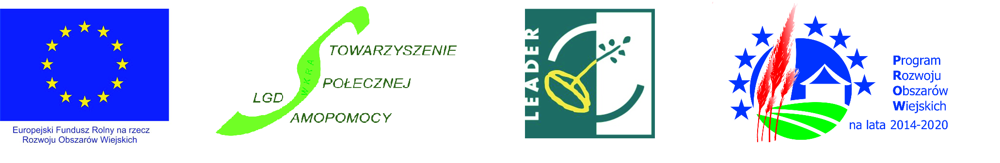 Europejski Fundusz Rolny na rzecz
Rozwoju Obszarów Wiejskich
TOWARZYSZENIE
WKRA
POŁECZNEJ
LGD
AMOPOMOCY
LEADER
Program
Rozwoju
Obszarów
Wiejskich
na lata 2014-2020